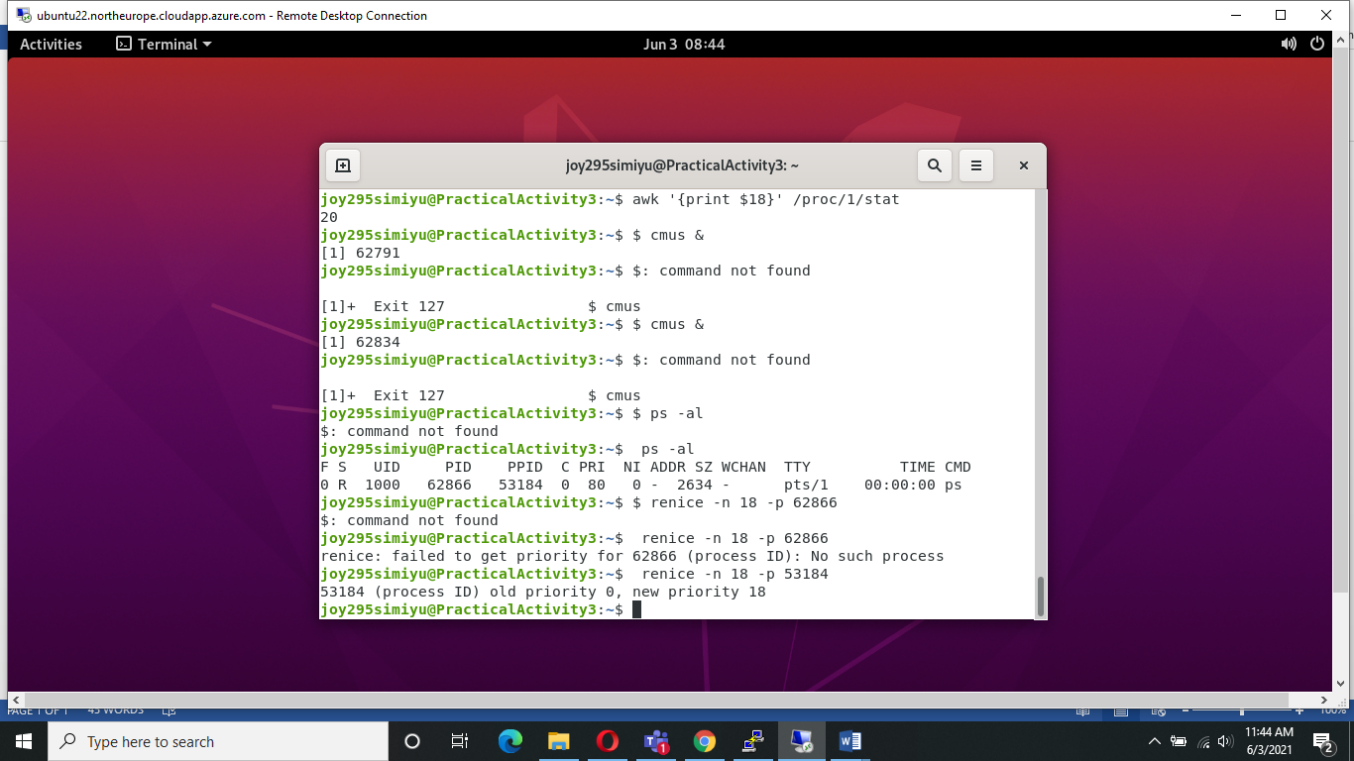 ubuntu22.northeurope.cloudapp.azure.com - Remote Desktop Connection
Activities
Terminal
Jun 3 08:44
joy295simiyu@PracticalActivity3: ~
joy295simiyu@PracticalActivity3:~$ awk '{print $18}' /proc/1/stat
20
joy295simiyu@PracticalActivity3:~$ $ cmus &
[1] 62791
joy295simiyu@PracticalActivity3:~$ $: command not found
[1]+  Exit 127                $ cmus
joy295simiyu@PracticalActivity3:~$ $ cmus &
[1] 62834
joy295simiyu@PracticalActivity3:~$ $: command not found
[1]+  Exit 127                $ cmus
joy295simiyu@PracticalActivity3:~$ $ ps -al
$: command not found
joy295simiyu@PracticalActivity3:~$  ps -al
F S   UID     PID    PPID  C PRI  NI ADDR SZ WCHAN  TTY          TIME CMD
0 R  1000   62866   53184  0  80   0 -  2634 -      pts/1    00:00:00 ps
joy295simiyu@PracticalActivity3:~$ $ renice -n 18 -p 62866
$: command not found
joy295simiyu@PracticalActivity3:~$  renice -n 18 -p 62866
renice: failed to get priority for 62866 (process ID): No such process
joy295simiyu@PracticalActivity3:~$  renice -n 18 -p 53184
53184 (process ID) old priority 0, new priority 18
joy295simiyu@PracticalActivity3:~$
PAGE 1 OF 1
45 WORDS
100%
Type here to search
1
11:44 AM
6/3/2021
2